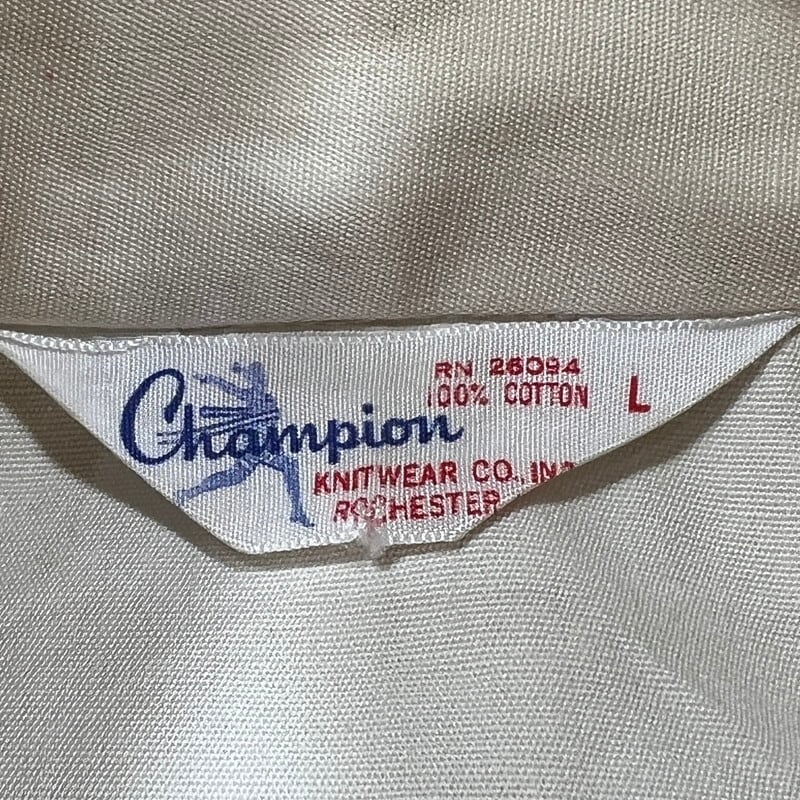 RN 26094
100% COTTON L
Champion
KNITWEAR CO., INC
ROCHESTER